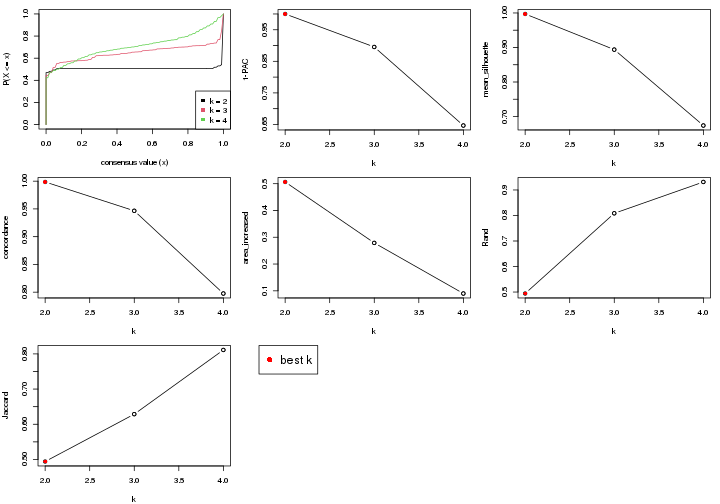 P(X <= x)
0.0 0.2 0.4 0.6 0.8 1.0
k = 2
k = 3
k = 4
0.0 0.2 0.4 0.6 0.8 1.0
consensus value (x)
1-PAC
0.65 0.75 0.85 0.95
2.0 2.5 3.0 3.5 4.0
k
mean_silhouette
0.70 0.80 0.90 1.00
2.0 2.5 3.0 3.5 4.0
k
concordance
0.80 0.85 0.90 0.95 1.00
2.0 2.5 3.0 3.5 4.0
k
area_increased
0.1 0.2 0.3 0.4 0.5
2.0 2.5 3.0 3.5 4.0
k
Rand
0.5 0.6 0.7 0.8 0.9
2.0 2.5 3.0 3.5 4.0
k
Jaccard
0.50 0.60 0.70 0.80
2.0 2.5 3.0 3.5 4.0
k
best k